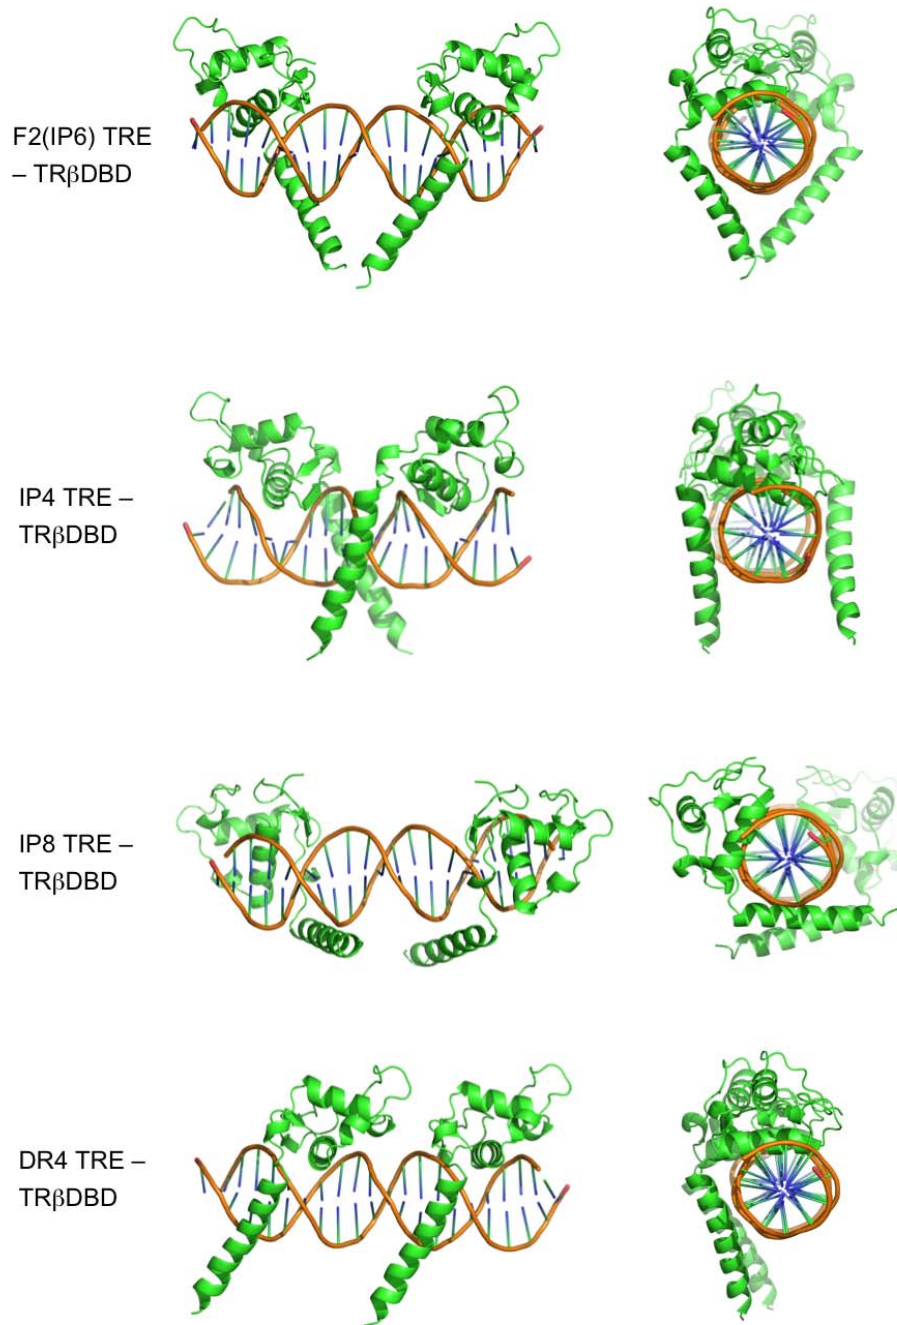 F2(IP6) TRE
– TRβDBD
IP4 TRE –
TRβDBD
IP8 TRE –
TRβDBD
DR4 TRE –
TRβDBD